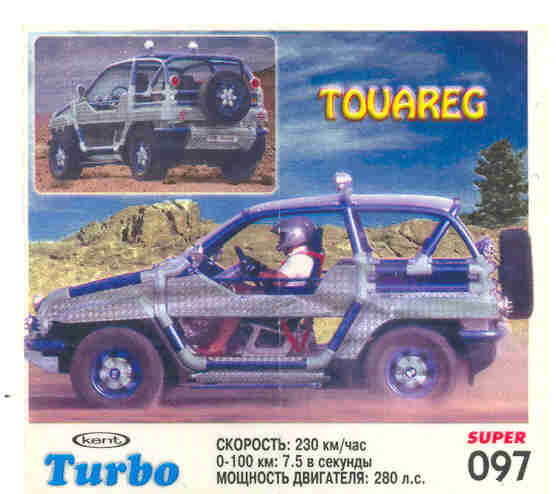 TOUAREG
kent
Turbo
СКОРОСТЬ: 230 км/час
0-100 км: 7.5 в секунды
МОЩНОСТЬ ДВИГАТЕЛЯ: 280 л.с.
SUPER
097